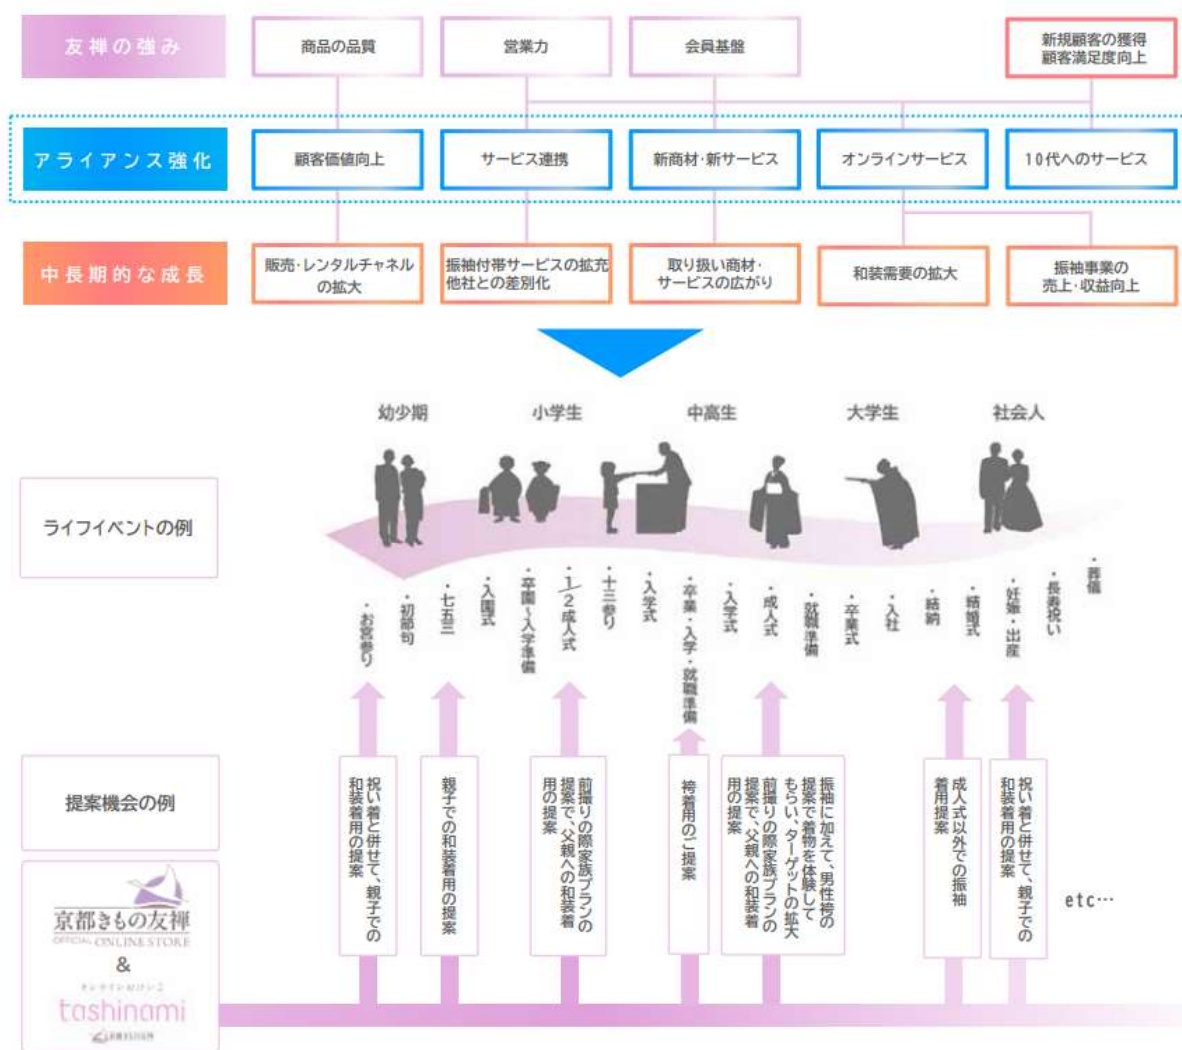 友禅の強み
商品の品質
営業力
会員基盤
新規顧客の獲得
顧客満足度向上
アライアンス強化
顧客価値向上
サービス連携
新商材・新サービス
オンラインサービス
10代へのサービス
中長期的な成長
販売・レンタルチャネル
の拡大
振袖付帯サービスの拡充
他社との差別化
取り扱い商材・
サービスの広がり
和装需要の拡大
振袖事業の
売上・収益向上
幼少期
小学生
中高生
大学生
社会人
ライフイベントの例
・お宮参り
・初節句
・七五三
・入園式
・卒園~入学準備
・1/2成人式
・十三参り
・入学式
・卒業・入学・就職準備
・入学式
・成人式
・就職準備
・卒業式
・入社
・結納
・結婚式
・妊娠・出産
・長寿祝い
・葬儀
提案機会の例
祝い着と併せて、親子での
和装着用の提案
親子での和装着用の提案
前撮りの際家族プランの
提案で、父親への和装着
用の提案
袴着用のご提案
振袖に加えて、男性袴の
提案で着物を体験して
もらい、ターゲットの拡大
前撮りの際家族プランの
提案で、父親への和装着
用の提案
成人式以外での振袖
着用提案
祝い着と併せて、親子での
和装着用の提案
etc…
京都きもの友禅
OFFICIAL ONLINE STORE
&
オンラインおけいこ
tashinami